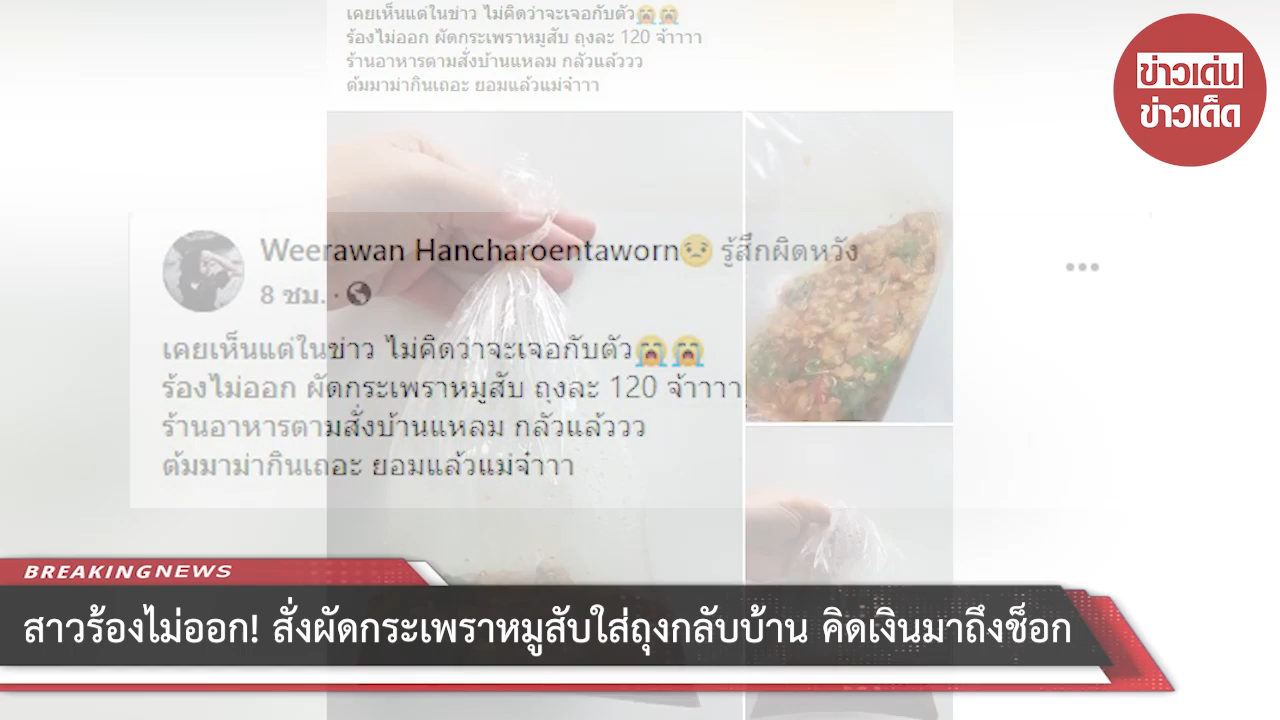 เคยเห็นแต่ในข่าว ไม่คิดว่าจะเจอกับตัว😭😭
ร้องไม่ออก ผัดกระเพราหมูสับ ถุงละ 120 จ้าาาา
ร้านอาหารตามสั่งบ้านแหลม กลัวแล้ววว
ต้มมาม่ากินเถอะ ยอมแล้วแม่จ๋าาา
ข่าวเด่น
ข่าวเด็ด
Weerawan Hancharoentaworn😔 รู้สึกผิดหวัง
8 ชม. ·
เคยเห็นแต่ในข่าว ไม่คิดว่าจะเจอกับตัว😭😭
ร้องไม่ออก ผัดกระเพราหมูสับ ถุงละ 120 จ้าาาา
ร้านอาหารตามสั่งบ้านแหลม กลัวแล้ววว
ต้มมาม่ากินเถอะ ยอมแล้วแม่จ๋าาา
BREAKINGNEWS
สาวร้องไม่ออก! สั่งผัดกระเพราหมูสับใส่ถุงกลับบ้าน คิดเงินมาถึงช็อก